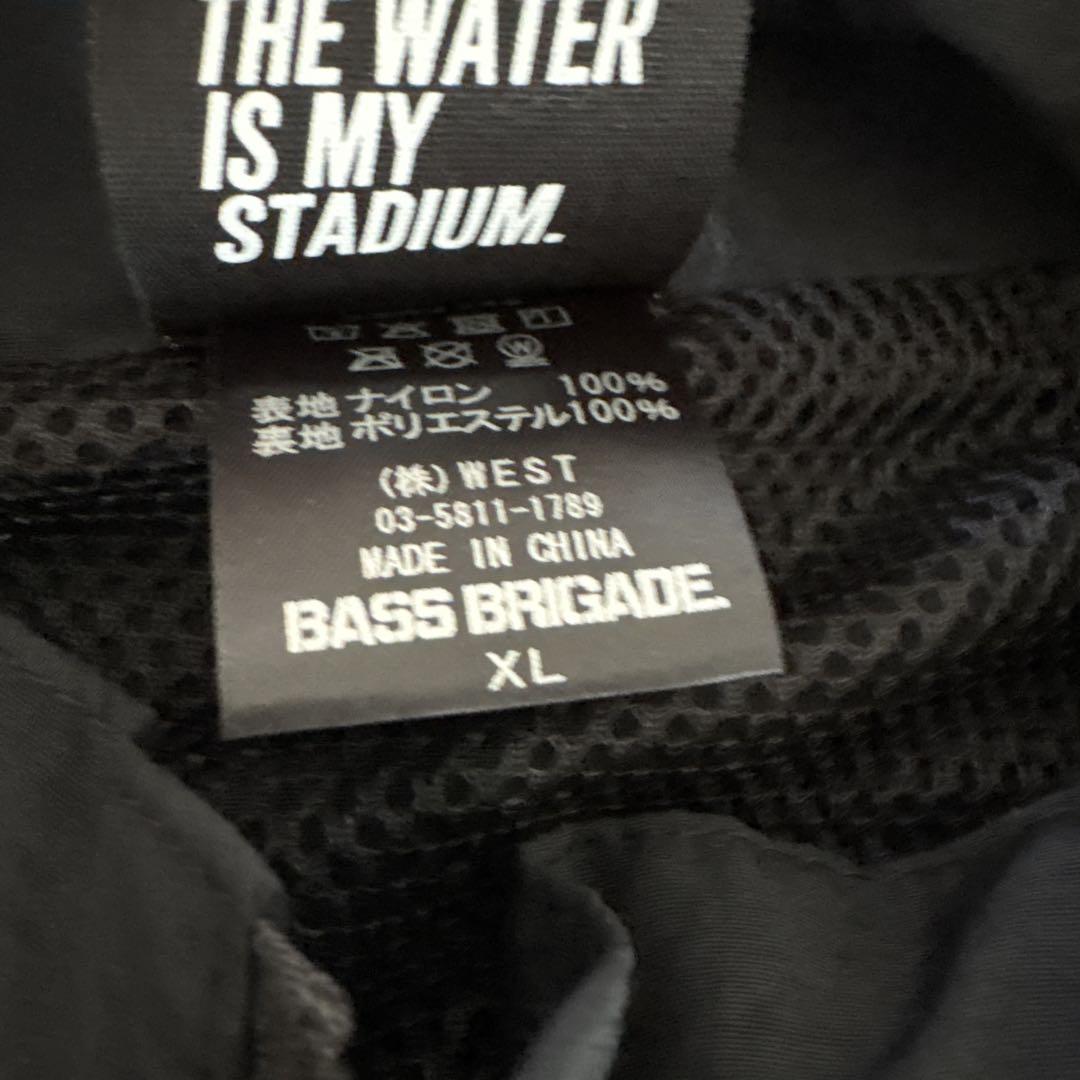 THE WATER
IS MY
STADIUM.
表地 ナイロン 100%
裏地 ポリエステル100%
(株)WEST
03-5811-1789
MADE IN CHINA
BASS BRIGADE.
XL